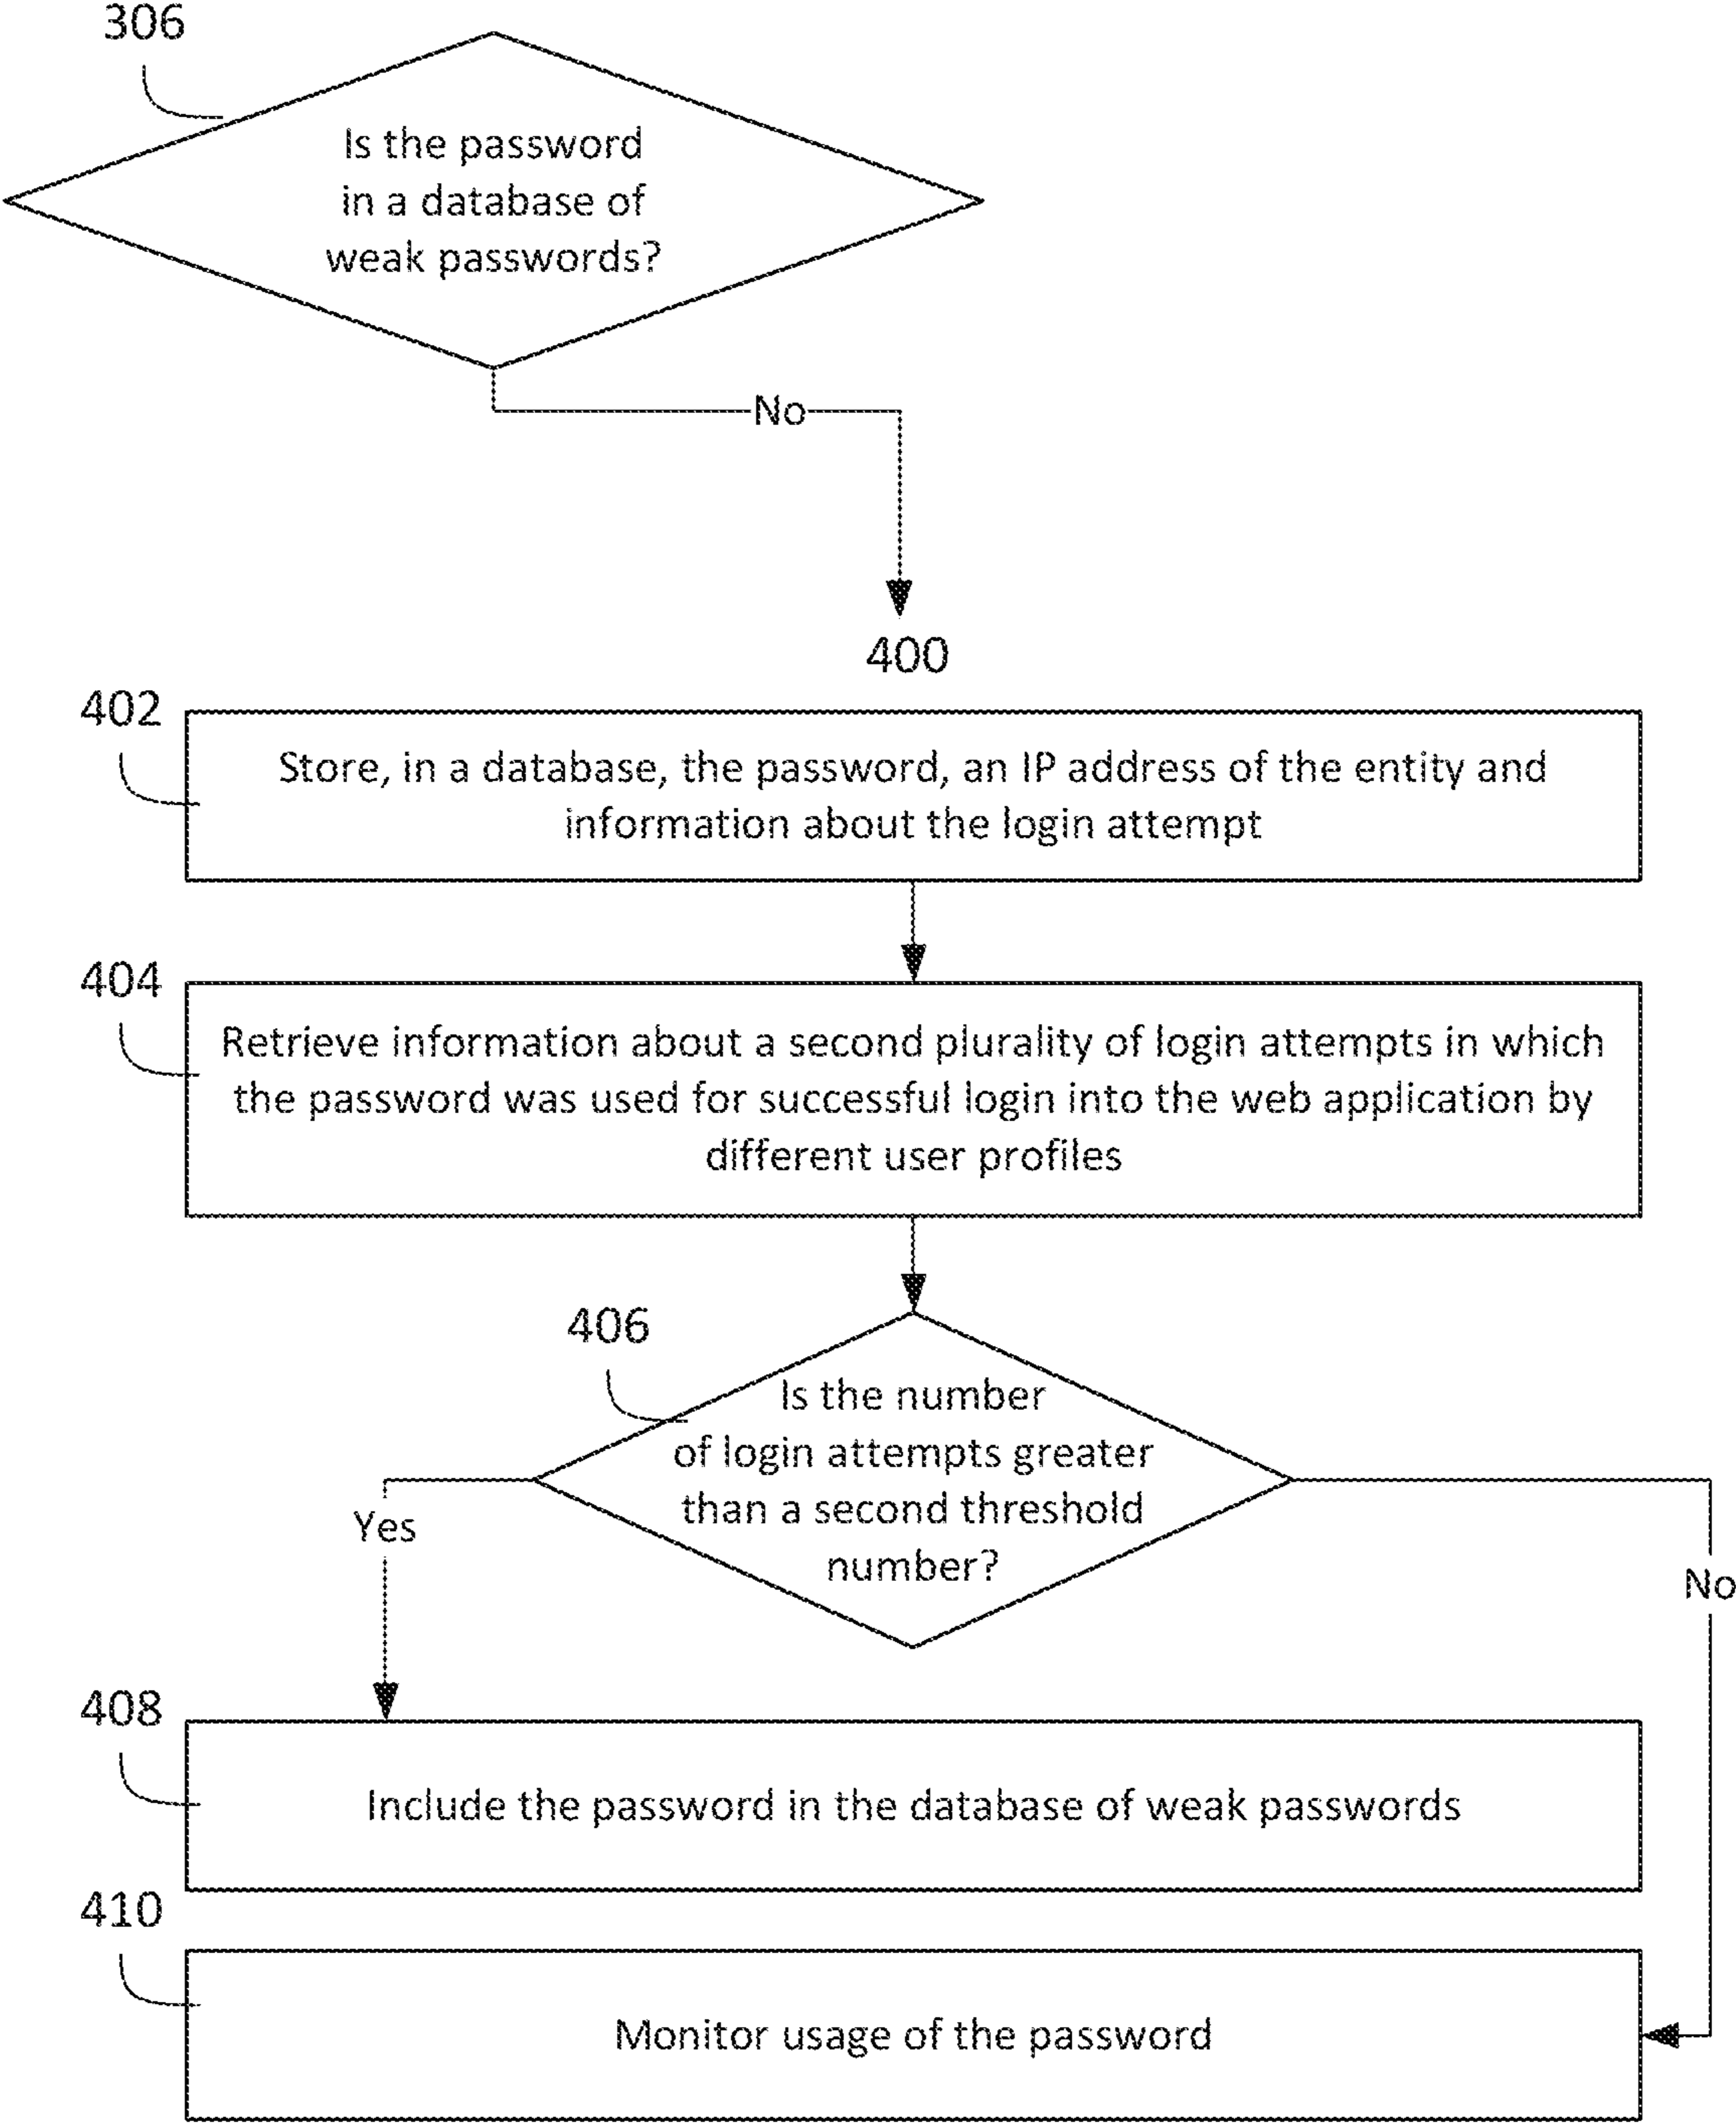 306
Is the password
in a database of
weak passwords?
No
400
402
Store, in a database, the password, an IP address of the entity and
information about the login attempt
404
Retrieve information about a second plurality of login attempts in which
the password was used for successful login into the web application by
different user profiles
406
Is the number
of login attempts greater
than a second threshold
number?
Yes
No
408
Include the password in the database of weak passwords
410
Monitor usage of the password